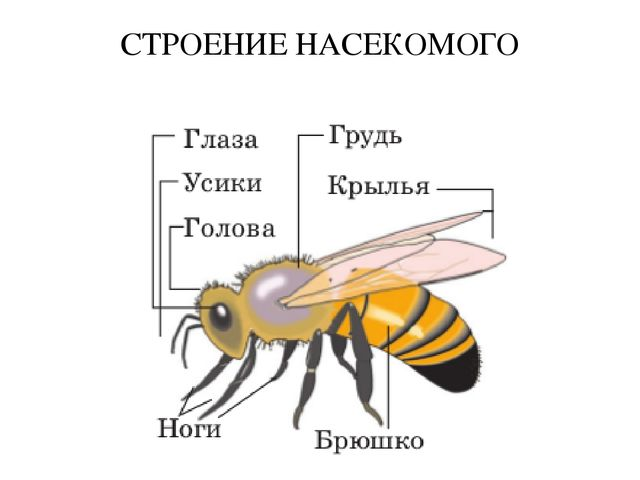 СТРОЕНИЕ НАСЕКОМОГО
Глаза
Усики
Голова
Грудь
Крылья
Ноги
Брюшко